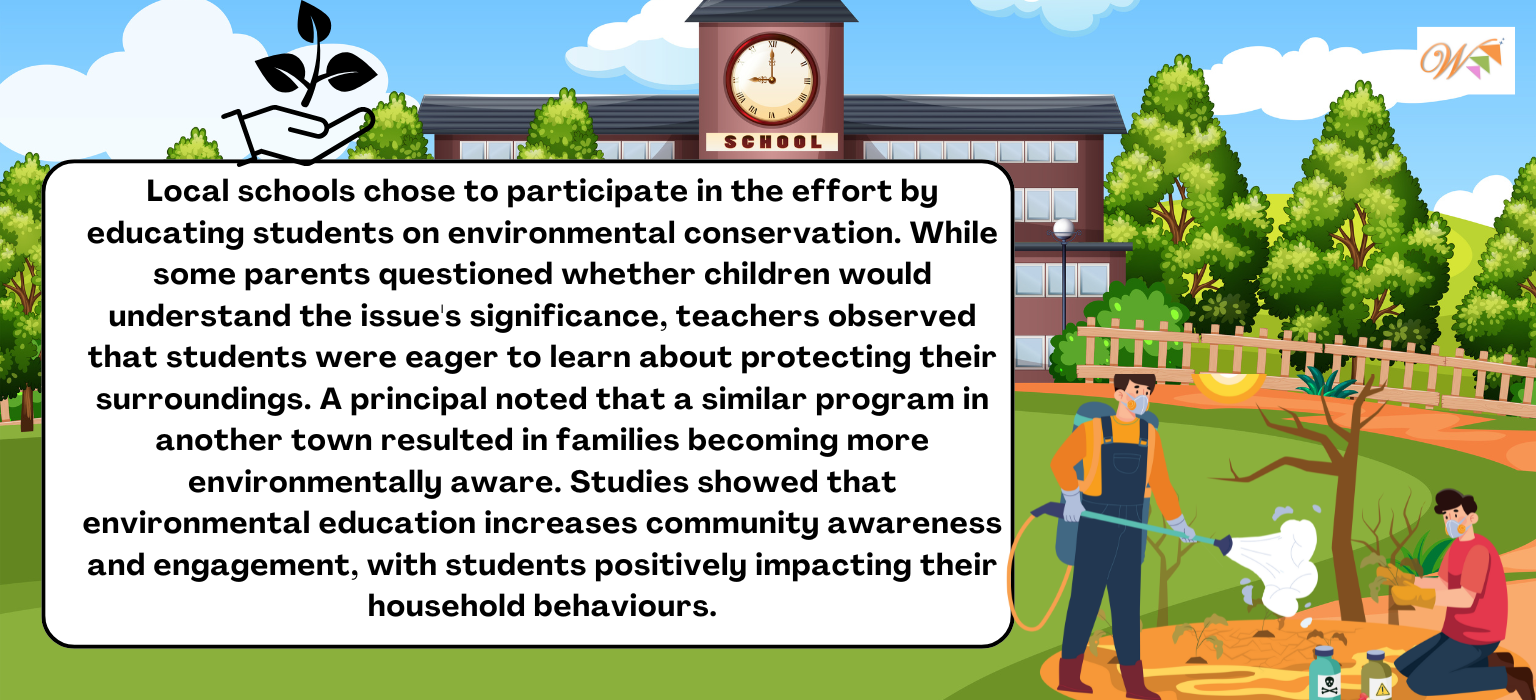 SCHOOL
W
Local schools chose to participate in the effort by
educating students on environmental conservation. While
some parents questioned whether children would
understand the issue's significance, teachers observed
that students were eager to learn about protecting their
surroundings. A principal noted that a similar program in
another town resulted in families becoming more
environmentally aware. Studies showed that
environmental education increases community awareness
and engagement, with students positively impacting their
household behaviours.